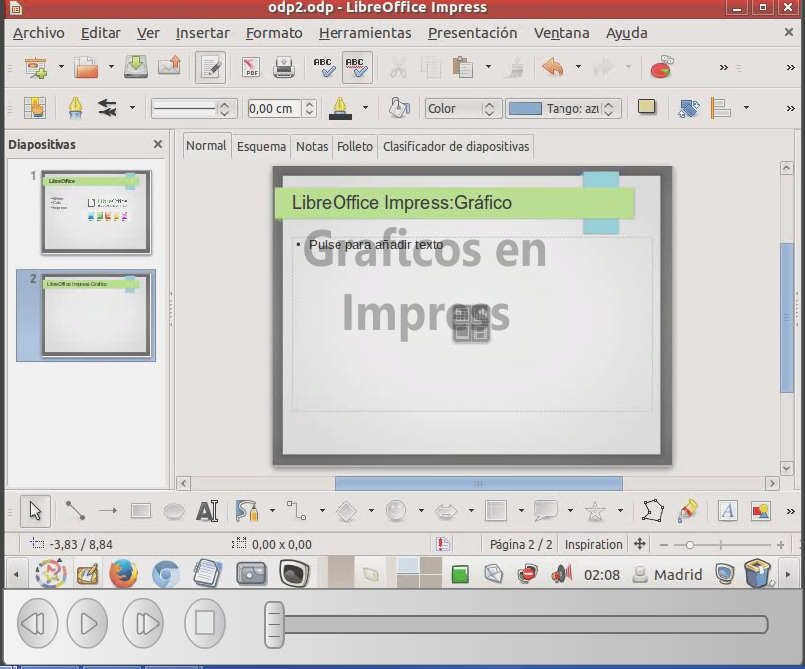 odp2.odp - LibreOffice Impress
Archivo Editar Ver Insertar Formato Herramientas Presentación Ventana Ayuda
PDF ABC ABC
0,00 cm Color Tango: azu
Diapositivas
Normal Esquema Notas Folleto Clasificador de diapositivas
1
LibreOffice
2
LibreOffice Impress:Gráfico
LibreOffice Impress:Gráfico
• Pulse para añadir texto
Graficos en
Impress
-3,83 / 8,84 0,00 x 0,00 Página 2 / 2 Inspiration
02:08 Madrid